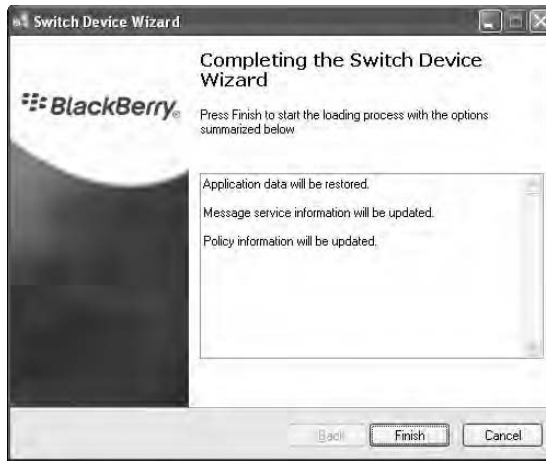 Switch Device Wizard
BlackBerry
Completing the Switch Device
Wizard
Press Finish to start the loading process with the options
summarized below
Application data will be restored.
Message service information will be updated.
Policy information will be updated.
Back
Finish
Cancel